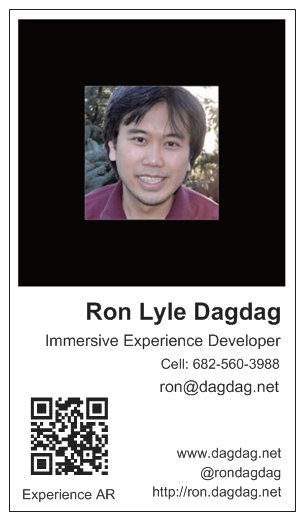 Ron Lyle Dagdag
Immersive Experience Developer
Cell: 682-560-3988
ron@dagdag.net
www.dagdag.net
@rondagdag
Experience AR
http://ron.dagdag.net